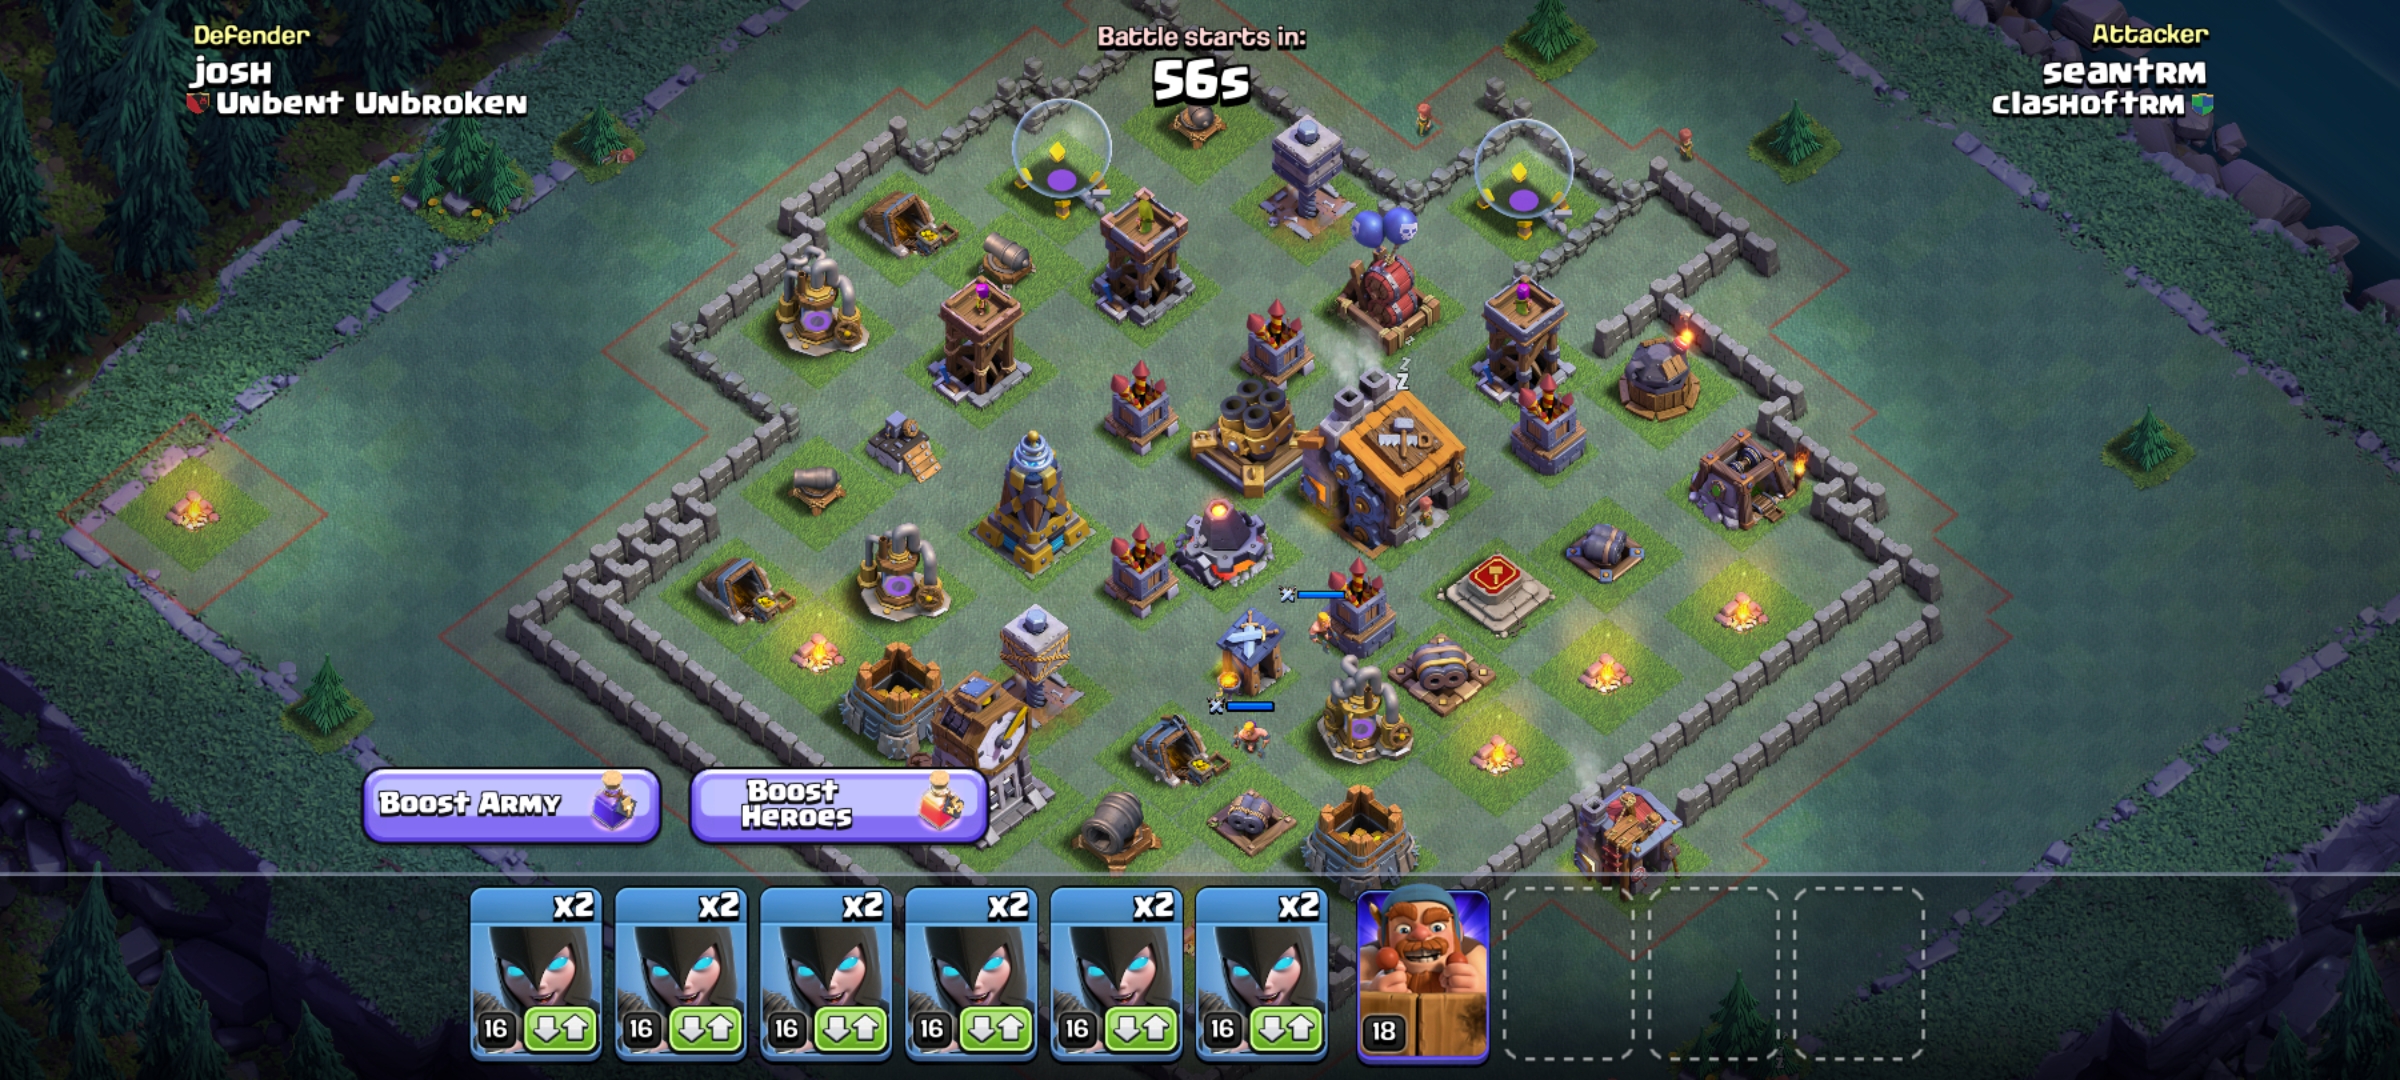 Defender
josh
Unbent Unbroken
Battle starts in:
56s
Attacker
seantRM
clashoftRM
z
Z
Boost Army
Boost
Heroes
x2
x2
x2
x2
x2
x2
16
16
16
16
16
16
18